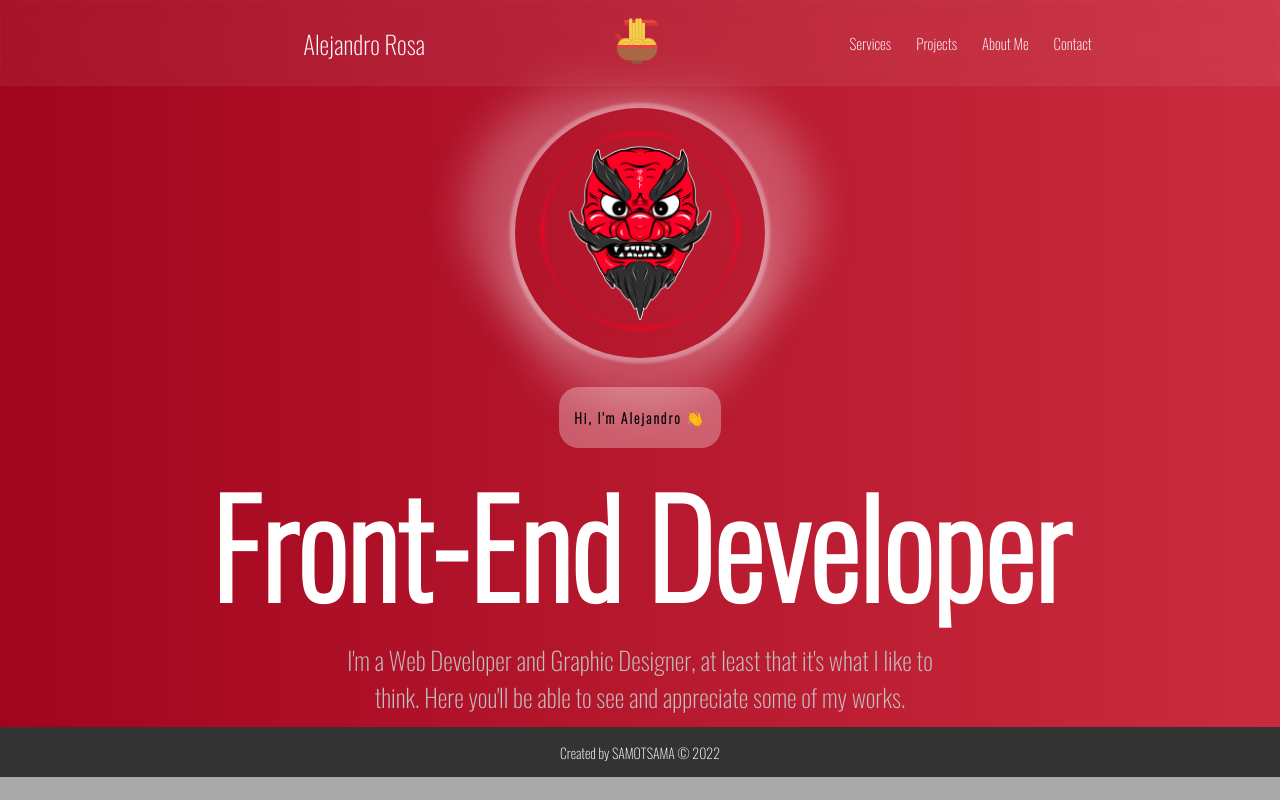 Alejandro Rosa
Services Projects About Me Contact
Hi, I'm Alejandro 👋
Front-End Developer
I'm a Web Developer and Graphic Designer, at least that it's what I like to
think. Here you'll be able to see and appreciate some of my works.
Created by SAMOTSAMA © 2022